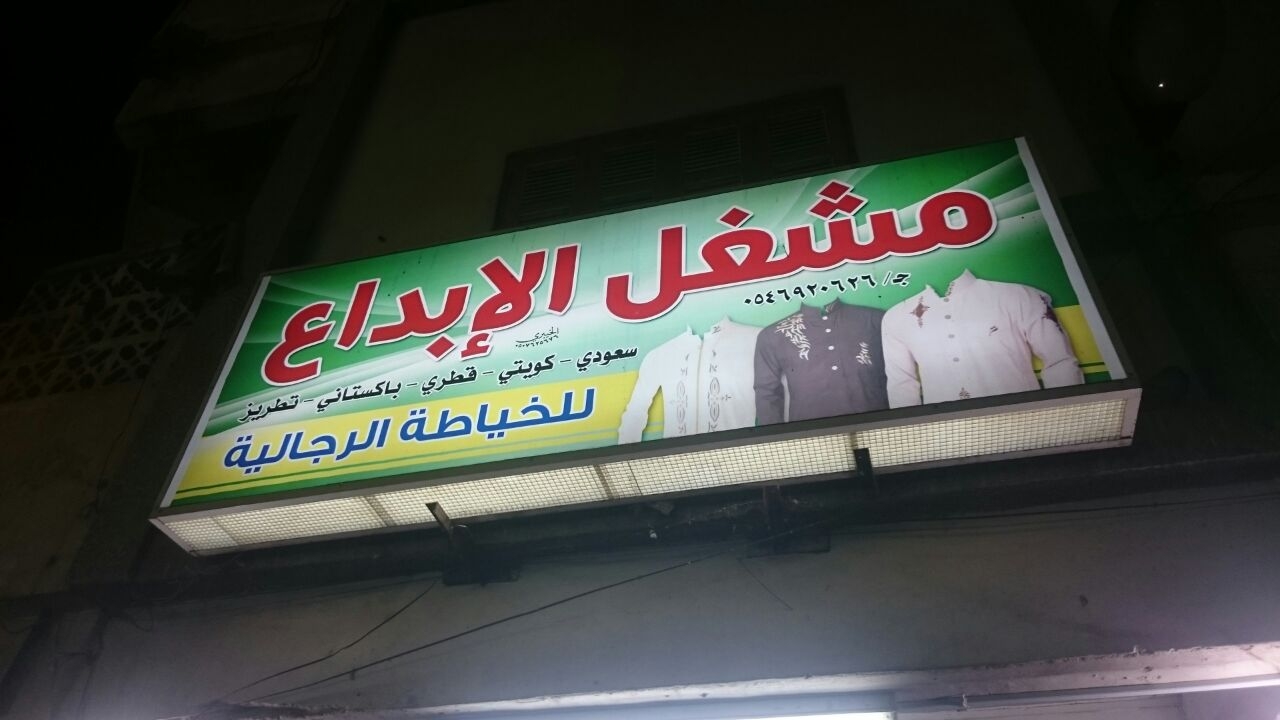 مشغل الإبداع
ج/ ٠٥٤٦٩٢٠٦٢٦
سعودي - كويتي - قطري - باكستاني - تطريز
للخياطة الرجالية